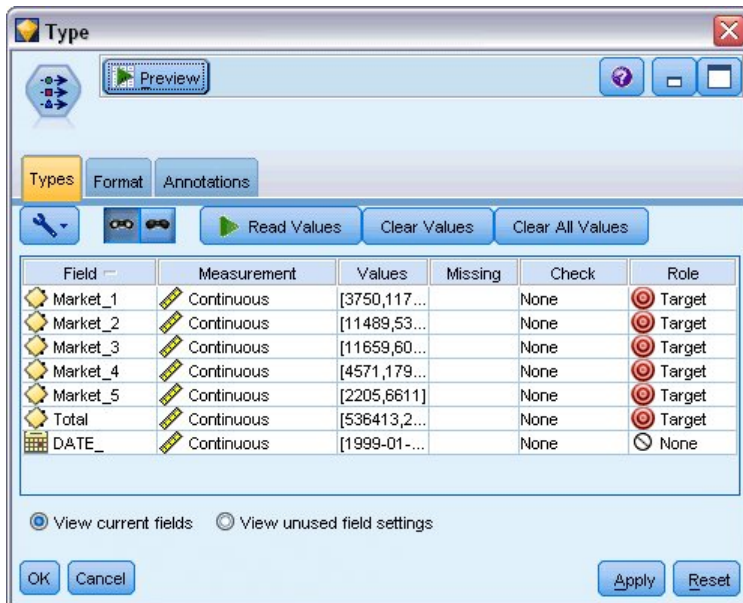 Type
Preview
Types Format Annotations
Read Values Clear Values Clear All Values
Field Measurement Values Missing Check Role
Market_1 Continuous [3750,117... None Target
Market_2 Continuous [11489,53... None Target
Market_3 Continuous [11659,60... None Target
Market_4 Continuous [4571,179... None Target
Market_5 Continuous [2205,6611] None Target
Total Continuous [536413,2... None Target
DATE_ Continuous [1999-01-... None None
View current fields View unused field settings
OK Cancel Apply Reset